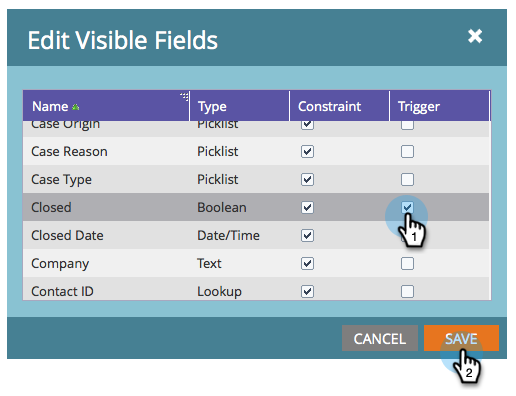 Edit Visible Fields
Name Type Constraint Trigger
Case Origin Picklist
Case Reason Picklist
Case Type Picklist
Closed Boolean
1
Closed Date Date/Time
Company Text
Contact ID Lookup
CANCEL SAVE
2